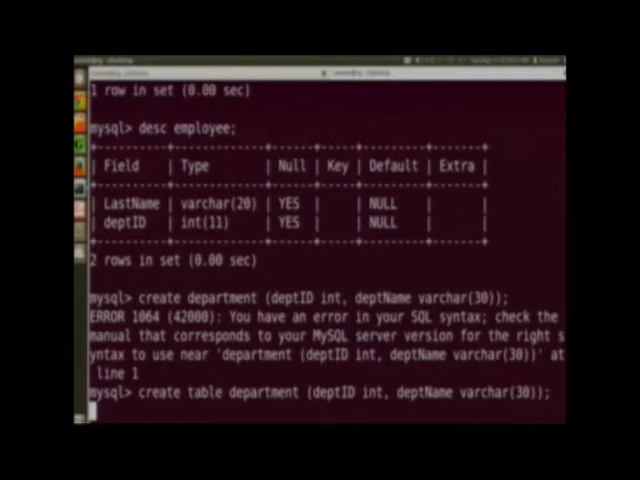 1 row in set (0.00 sec)
mysql> desc employee;
+----------+-------------+------+-----+---------+-------+
| Field | Type | Null | Key | Default | Extra |
+----------+-------------+------+-----+---------+-------+
| LastName | varchar(20) | YES | | NULL | |
| deptID | int(11) | YES | | NULL | |
+----------+-------------+------+-----+---------+-------+
2 rows in set (0.00 sec)
mysql> create department (deptID int, deptName varchar(30));
ERROR 1064 (42000): You have an error in your SQL syntax; check the
manual that corresponds to your MySQL server version for the right s
yntax to use near 'department (deptID int, deptName varchar(30))' at
line 1
mysql> create table department (deptID int, deptName varchar(30));